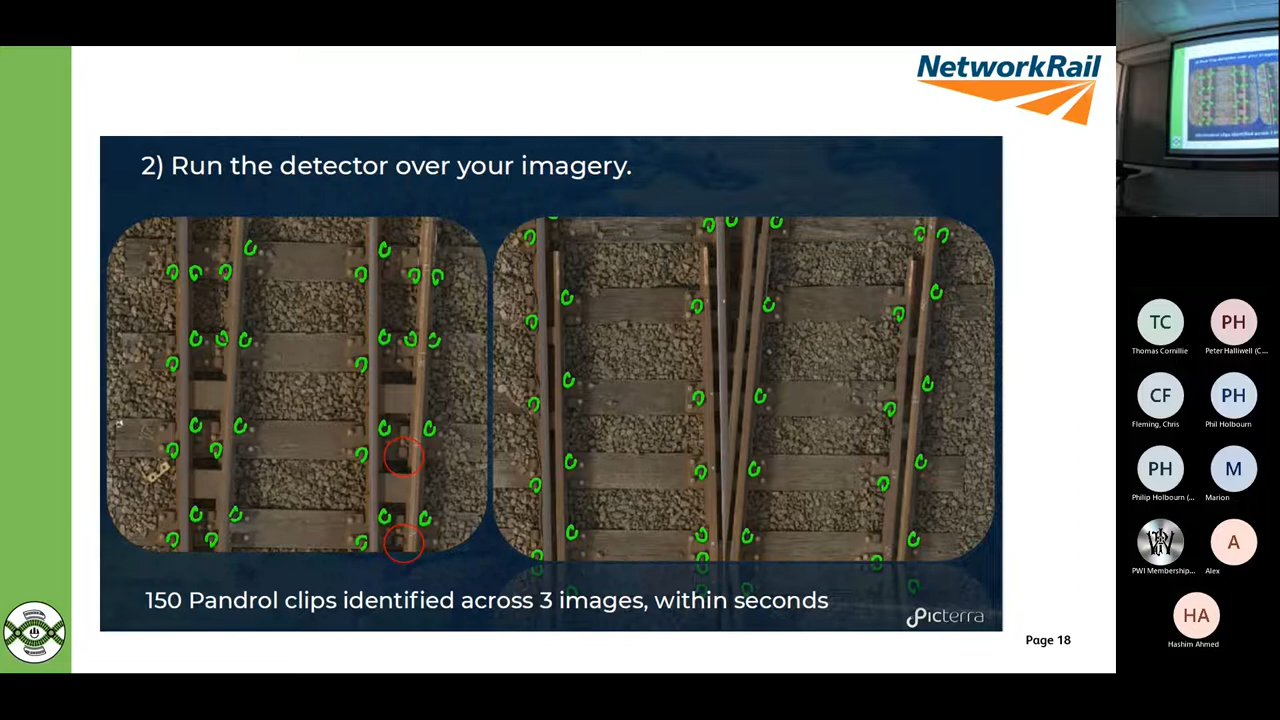 NetworkRail
2) Run the detector over your imagery.
150 Pandrol clips identified across 3 images, within seconds
Picterra
Page 18
TC
PH
Thomas Cornillie
Peter Halliwell (C...
CF
PH
Fleming, Chris
Phil Holbourn
PH
M
Philip Holbourn (...
Marion
A
PWI Membership...
Alex
HA
Hashim Ahmed